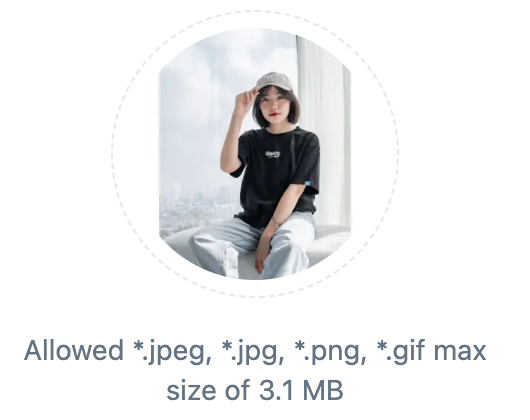 Allowed *.jpeg, *.jpg, *.png, *.gif max
size of 3.1 MB